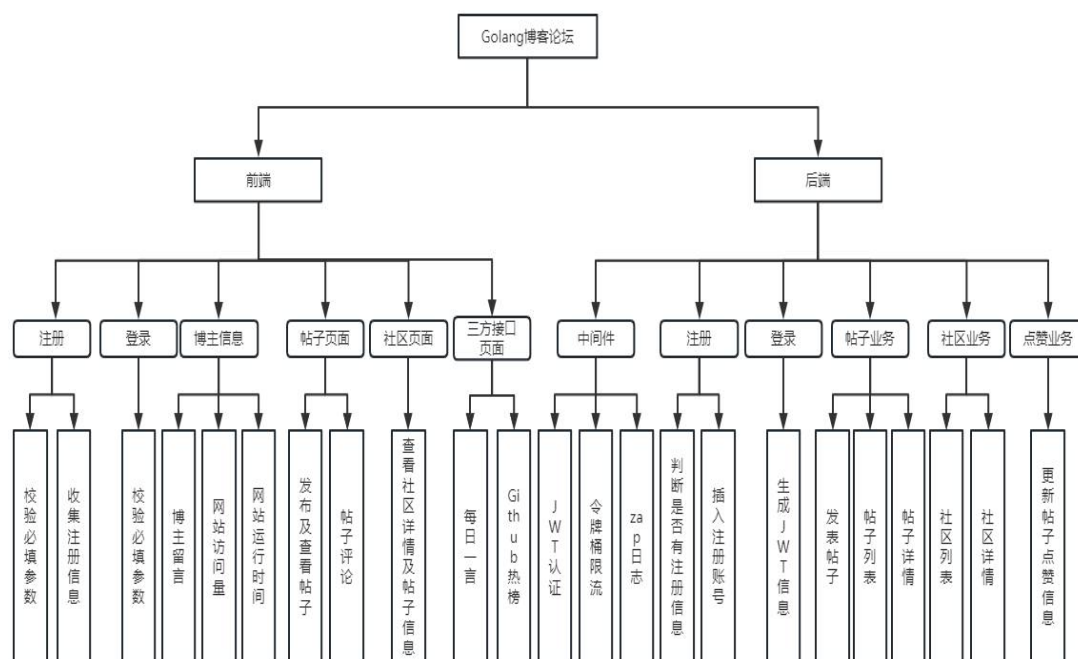 Golang博客论坛
前端
后端
注册
登录
博主信息
帖子页面
社区页面
三方接口
页面
中间件
注册
登录
帖子业务
社区业务
点赞业务
校验必填参数
收集注册信息
校验必填参数
博主留言
网站访问量
网站运行时间
发布及查看帖子
帖子评论
查看社区详情及帖子信息
每日一言
Github热榜
JWT认证
令牌桶限流
zap日志
判断是否有注册信息
插入注册账号
生成JWT信息
发表帖子
帖子列表
帖子详情
社区列表
社区详情
更新帖子点赞信息